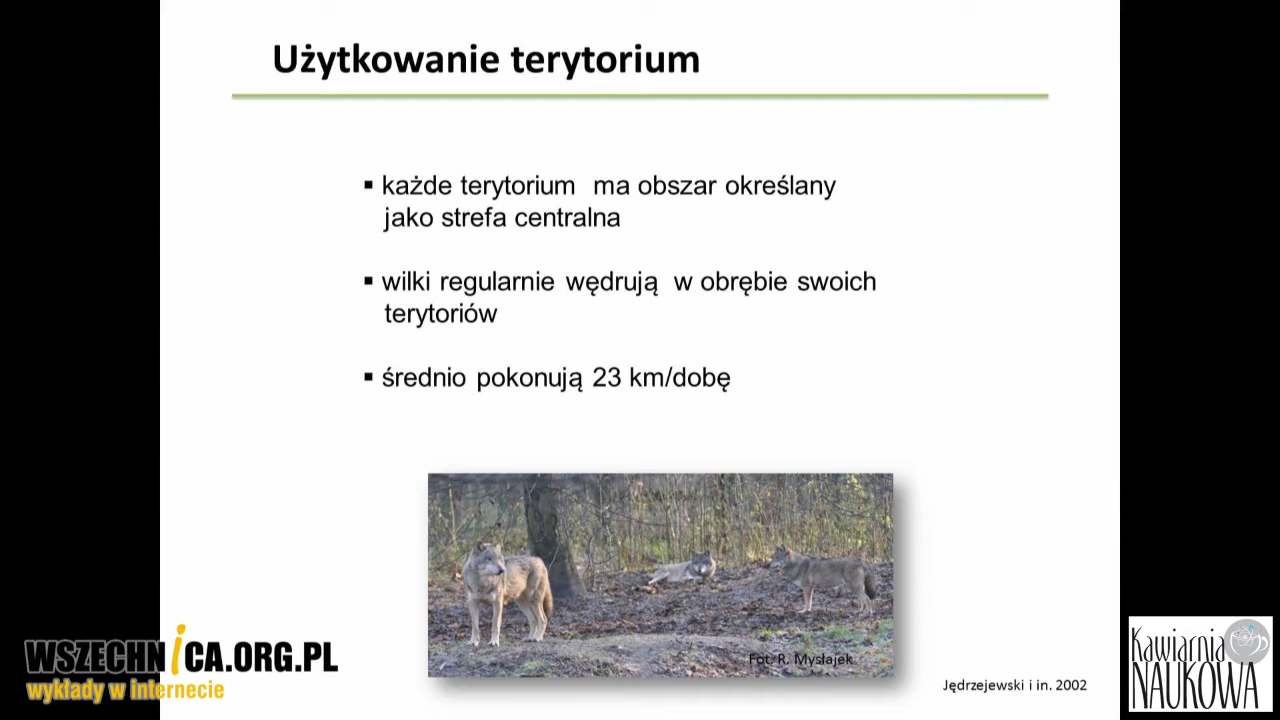 Użytkowanie terytorium
▪ każde terytorium ma obszar określany
jako strefa centralna
▪ wilki regularnie wędrują w obrębie swoich
terytoriów
▪ średnio pokonują 23 km/dobę
Fot. R. Mysłajek
Jędrzejewski i in. 2002
WSZECHNiCA.ORG.PL
wykłady w internecie
Kawiarnia
NAUKOWA